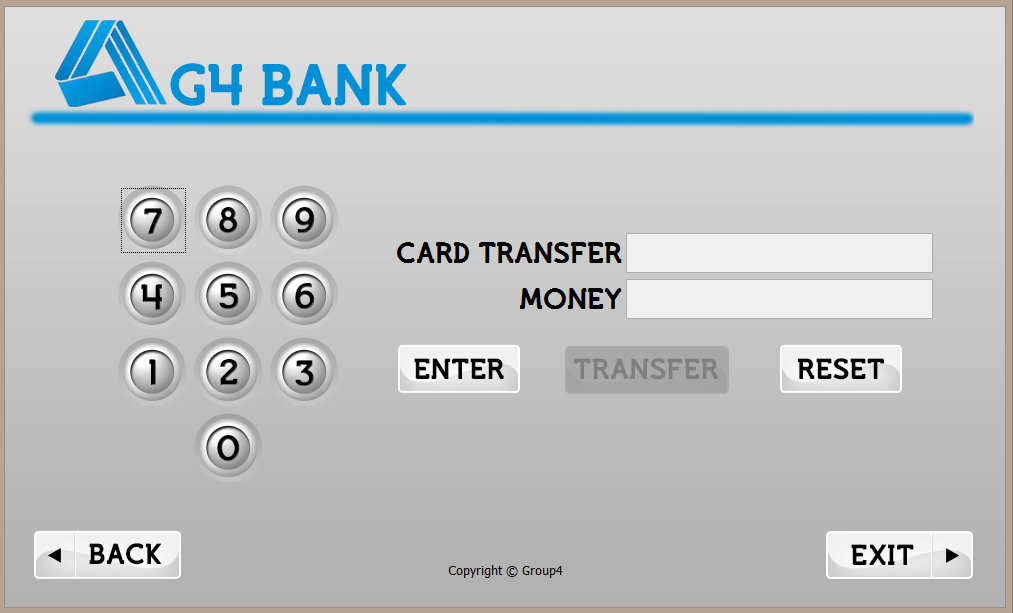 G4 BANK
7 8 9
4 5 6
1 2 3
0
CARD TRANSFER
MONEY
ENTER TRANSFER RESET
BACK
Copyright © Group4
EXIT